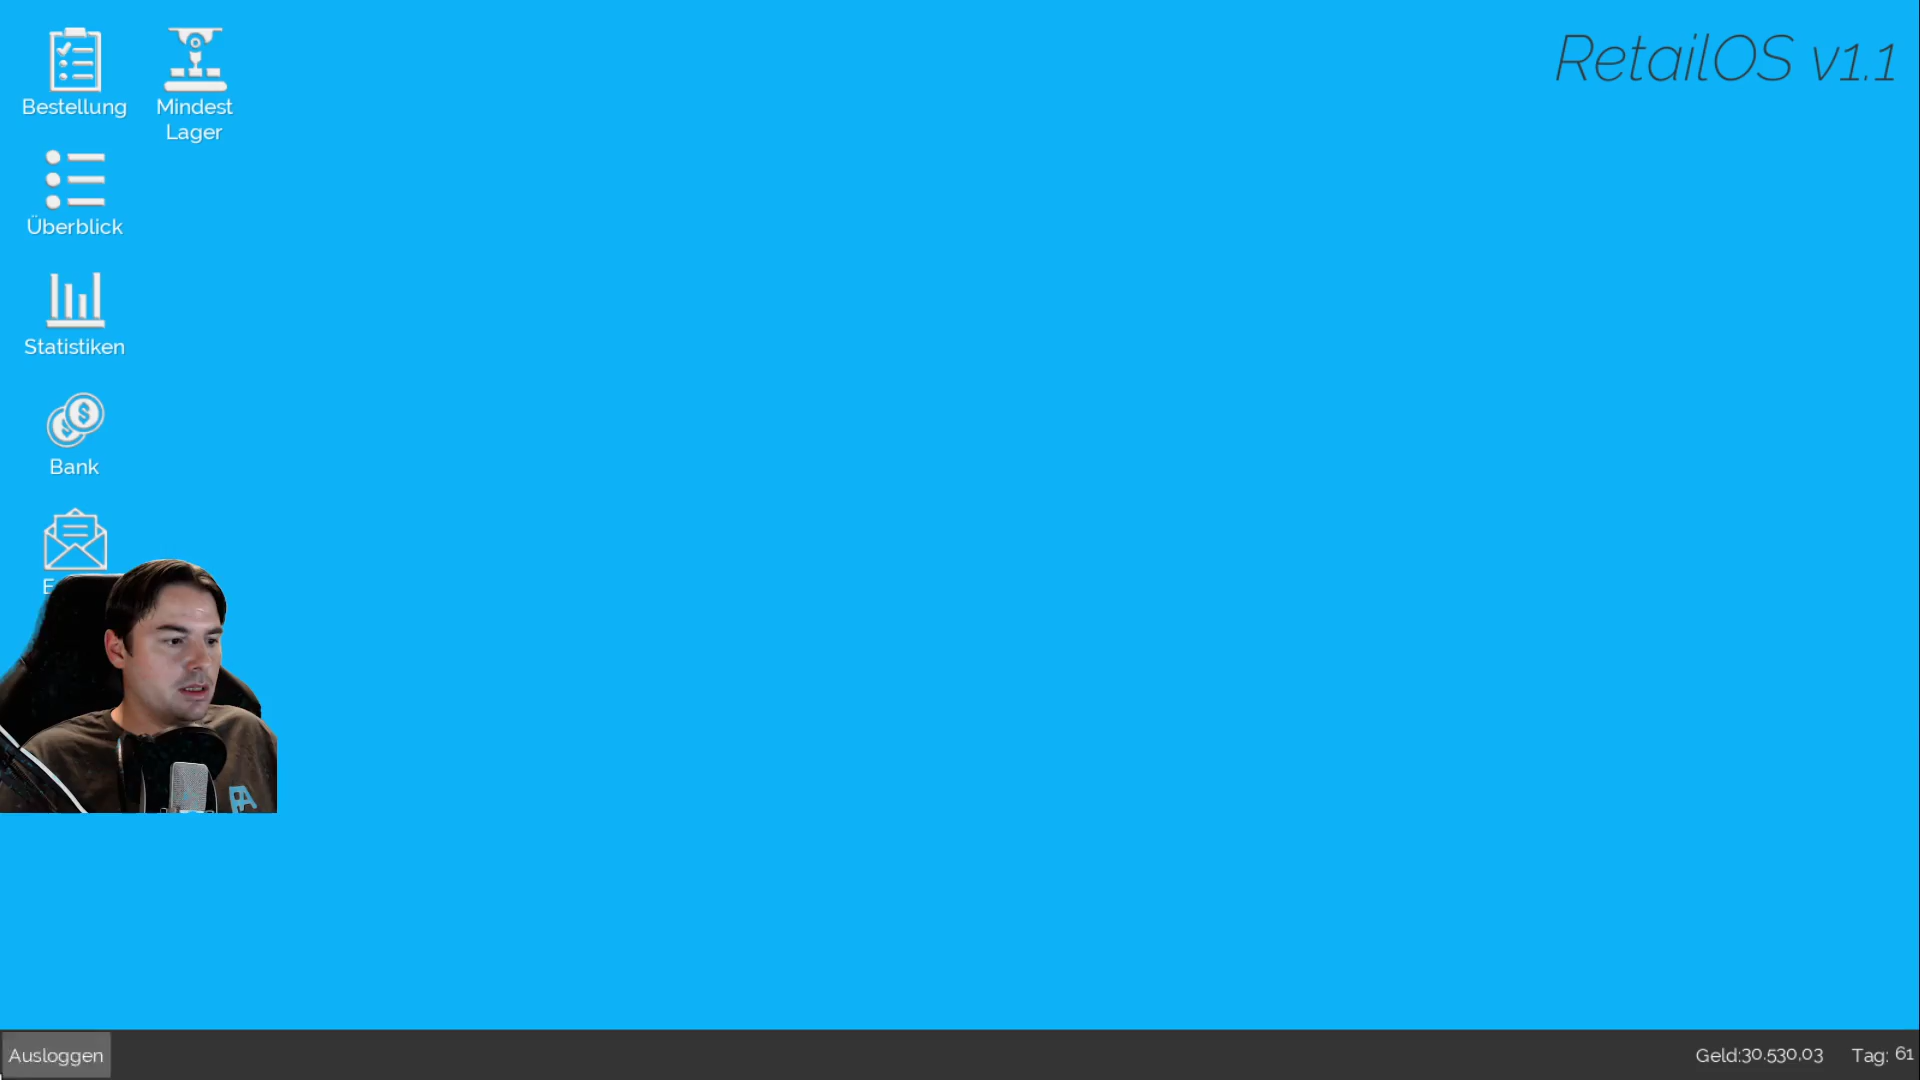 RetailOS v1.1
Bestellung
Mindest
Lager
Überblick
Statistiken
Bank
Ausloggen
Geld:30.530,03
Tag: 61